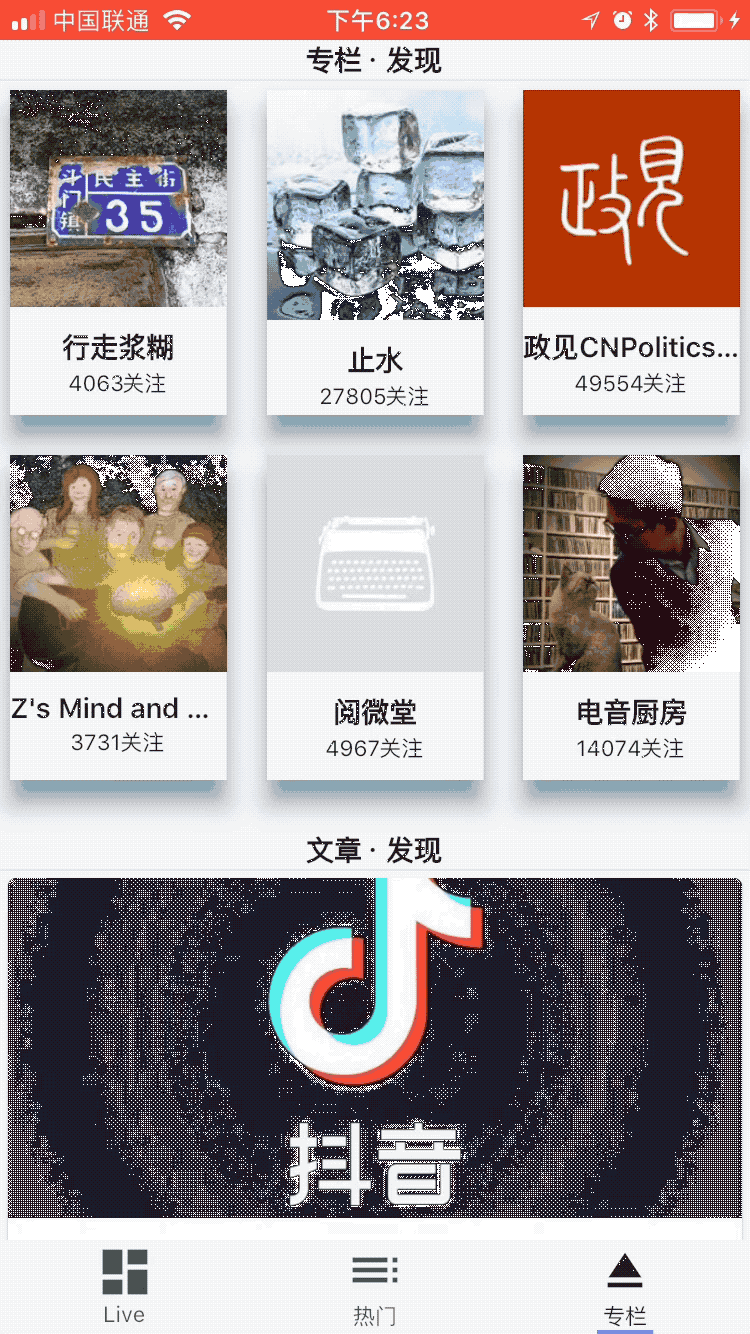 中国联通
下午6:23
专栏 · 发现
斗门镇
民主街
35
政见
行走浆糊
4063关注
止水
27805关注
政见CNPolitics...
49554关注
Z's Mind and ...
3731关注
阅微堂
4967关注
电音厨房
14074关注
文章 · 发现
抖音
Live
热门
专栏